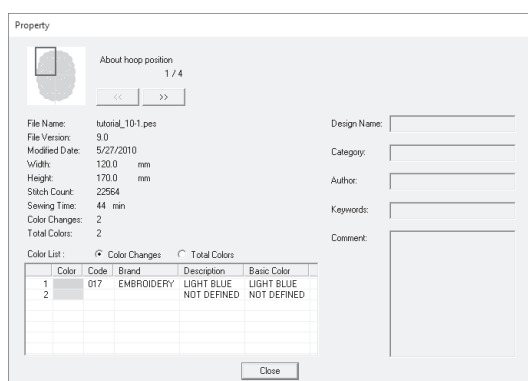 Property
About hoop position
1 / 4
<< >>
File Name: tutorial_10-1.pes
File Version: 9.0
Modified Date: 5/27/2010
Width: 120.0 mm
Height: 170.0 mm
Stitch Count: 22564
Sewing Time: 44 min
Color Changes: 2
Total Colors: 2
Color List : Color Changes Total Colors
Color Code Brand Description Basic Color
1 017 EMBROIDERY LIGHT BLUE LIGHT BLUE
2 NOT DEFINED NOT DEFINED
Design Name:
Category:
Author:
Keywords:
Comment:
Close